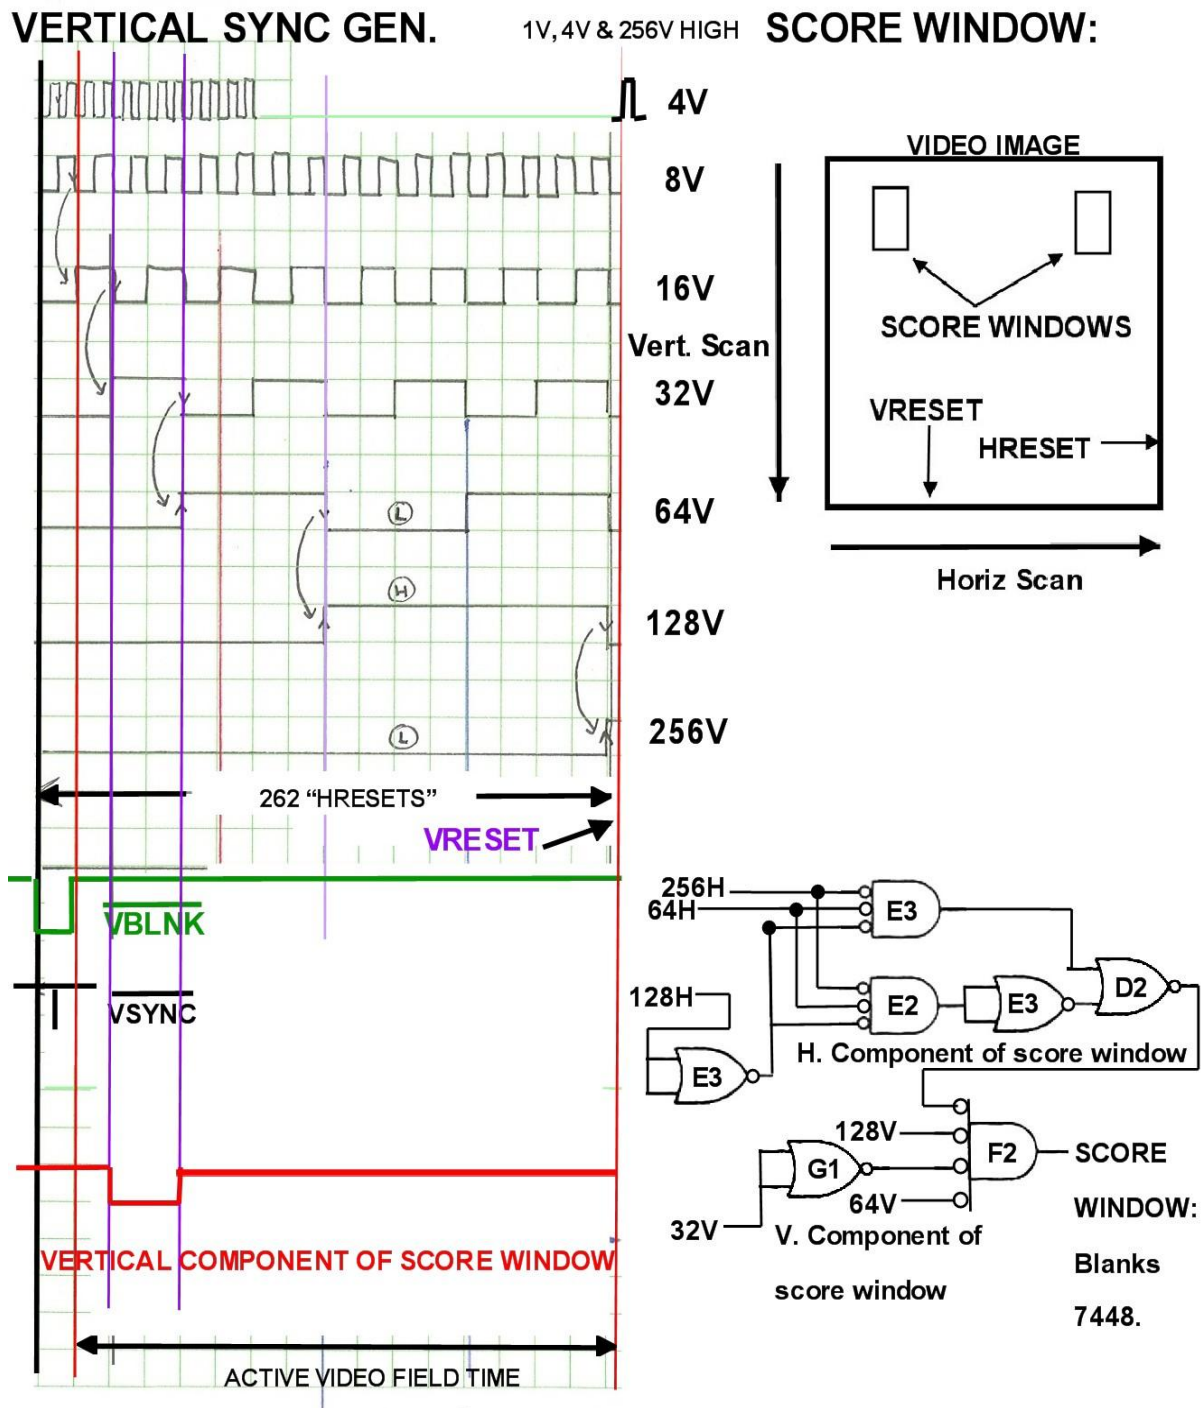 VERTICAL SYNC GEN.
1V, 4V & 256V HIGH
SCORE WINDOW:
4V
8V
16V
32V
64V
128V
256V
L
H
L
262 “HRESETS”
VRESET
VBLNK
VSYNC
VERTICAL COMPONENT OF SCORE WINDOW
ACTIVE VIDEO FIELD TIME
VIDEO IMAGE
SCORE WINDOWS
Vert. Scan
VRESET
HRESET
Horiz Scan
256H
64H
E3
128H
E2
E3
D2
E3
H. Component of score window
128V
F2
G1
64V
32V
V. Component of
score window
SCORE
WINDOW:
Blanks
7448.